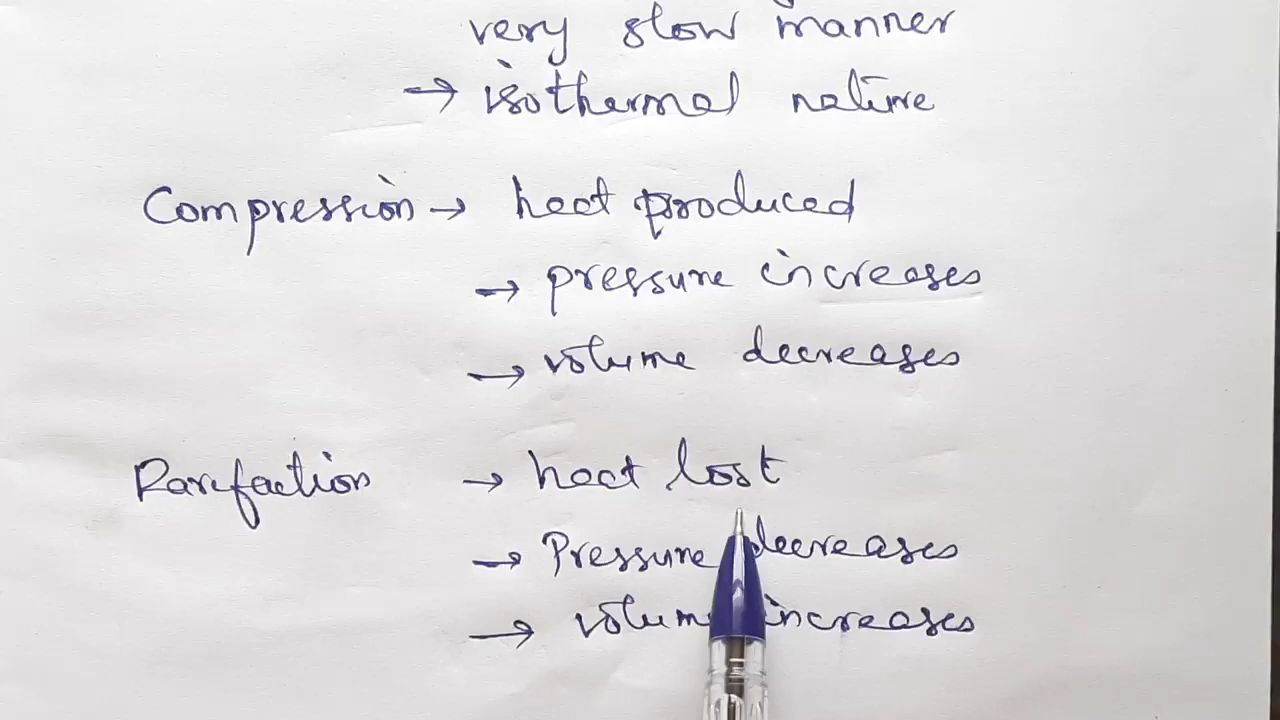 very slow manner
→ isothermal nature
Compression → heat produced
→ pressure increases
→ volume decreases
Rarefaction → heat lost
→ Pressure decreases
→ volume increases